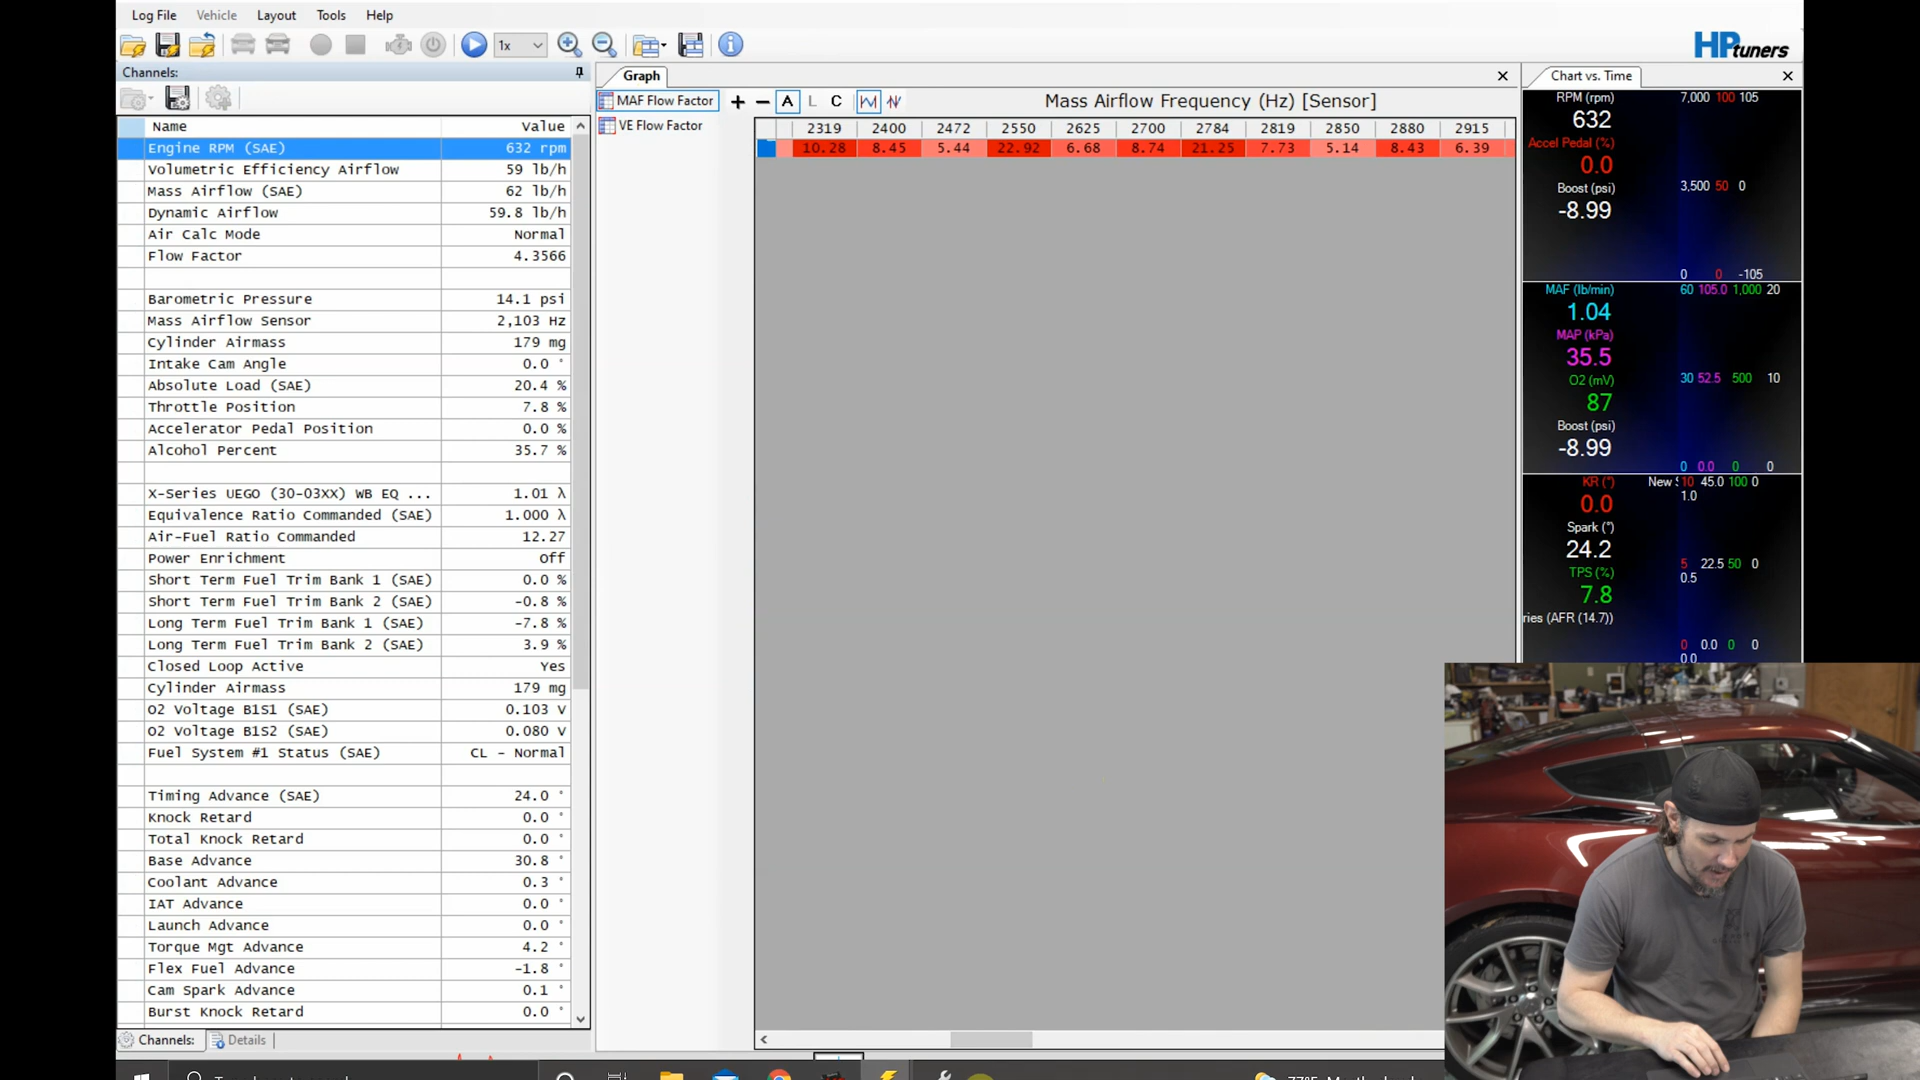 Log File Vehicle Layout Tools Help
1x
HPtuners
Channels:
Graph
Chart vs. Time
MAF Flow Factor
VE Flow Factor
A L C
Mass Airflow Frequency (Hz) [Sensor]
2319 2400 2472 2550 2625 2700 2784 2819 2850 2880 2915
10.28 8.45 5.44 22.92 6.68 8.74 21.25 7.73 5.14 8.43 6.39
Name Value
Engine RPM (SAE) 632 rpm
Volumetric Efficiency Airflow 59 lb/h
Mass Airflow (SAE) 62 lb/h
Dynamic Airflow 59.8 lb/h
Air Calc Mode Normal
Flow Factor 4.3566
Barometric Pressure 14.1 psi
Mass Airflow Sensor 2,103 Hz
Cylinder Airmass 179 mg
Intake Cam Angle 0.0 °
Absolute Load (SAE) 20.4 %
Throttle Position 7.8 %
Accelerator Pedal Position 0.0 %
Alcohol Percent 35.7 %
X-Series UEGO (30-03XX) WB EQ ... 1.01 λ
Equivalence Ratio Commanded (SAE) 1.000 λ
Air-Fuel Ratio Commanded 12.27
Power Enrichment Off
Short Term Fuel Trim Bank 1 (SAE) 0.0 %
Short Term Fuel Trim Bank 2 (SAE) -0.8 %
Long Term Fuel Trim Bank 1 (SAE) -7.8 %
Long Term Fuel Trim Bank 2 (SAE) 3.9 %
Closed Loop Active Yes
Cylinder Airmass 179 mg
O2 Voltage B1S1 (SAE) 0.103 V
O2 Voltage B1S2 (SAE) 0.080 V
Fuel System #1 Status (SAE) CL - Normal
Timing Advance (SAE) 24.0 °
Knock Retard 0.0 °
Total Knock Retard 0.0 °
Base Advance 30.8 °
Coolant Advance 0.3 °
IAT Advance 0.0 °
Launch Advance 0.0 °
Torque Mgt Advance 4.2 °
Flex Fuel Advance -1.8 °
Cam Spark Advance 0.1 °
Burst Knock Retard 0.0 °
Channels: Details
RPM (rpm) 7,000 100 105
632
Accel Pedal (%)
0.0
Boost (psi) 3,500 50 0
-8.99
0 0 -105
MAF (lb/min) 60 105.0 1,000 20
1.04
MAP (kPa)
35.5
O2 (mV) 30 52.5 500 10
87
Boost (psi)
-8.99
0 0.0 0 0
KR (°) New S 10 45.0 100 0
1.0
0.0
Spark (°)
24.2
TPS (%) 5 22.5 50 0
0.5
7.8
ries (AFR (14.7))
0 0.0 0 0
0.0